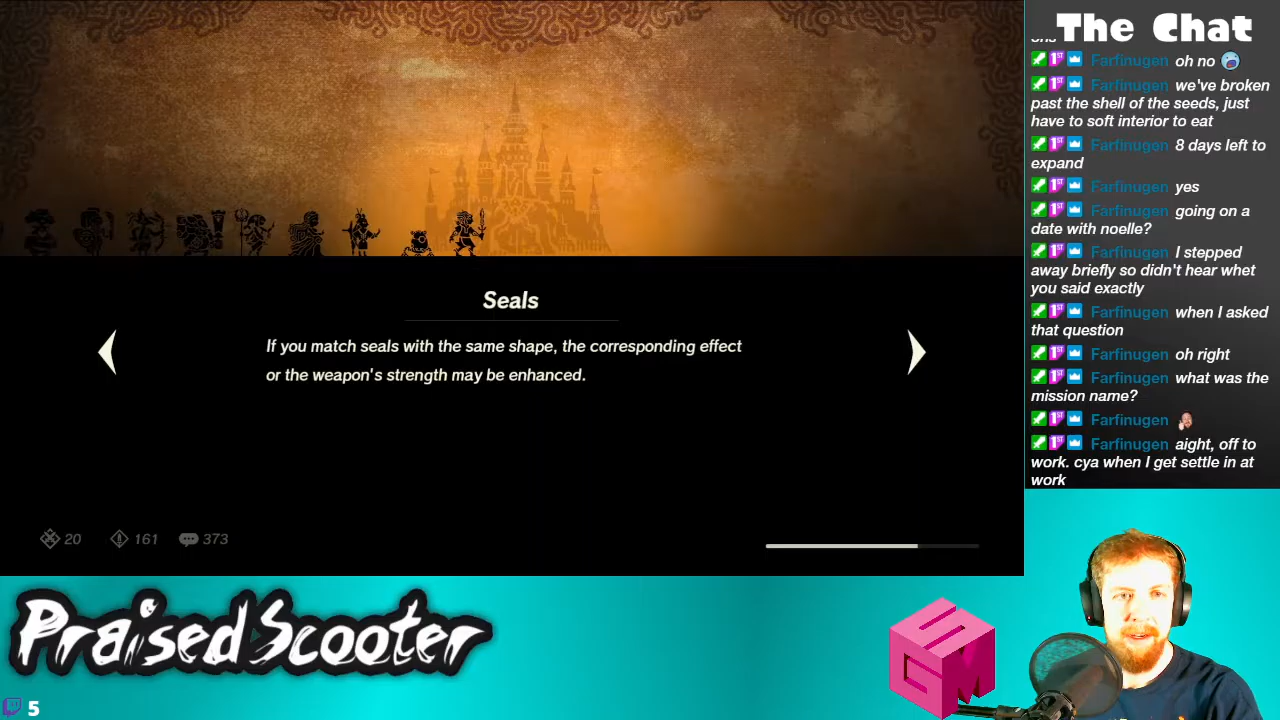 Seals
If you match seals with the same shape, the corresponding effect
or the weapon's strength may be enhanced.
20
161
373
PraisedScooter
5
GSM
The Chat
Farfinugen oh no
Farfinugen we've broken
past the shell of the seeds, just
have to soft interior to eat
Farfinugen 8 days left to
expand
Farfinugen yes
Farfinugen going on a
date with noelle?
Farfinugen I stepped
away briefly so didn't hear whet
you said exactly
Farfinugen when I asked
that question
Farfinugen oh right
Farfinugen what was the
mission name?
Farfinugen
Farfinugen aight, off to
work. cya when I get settle in at
work